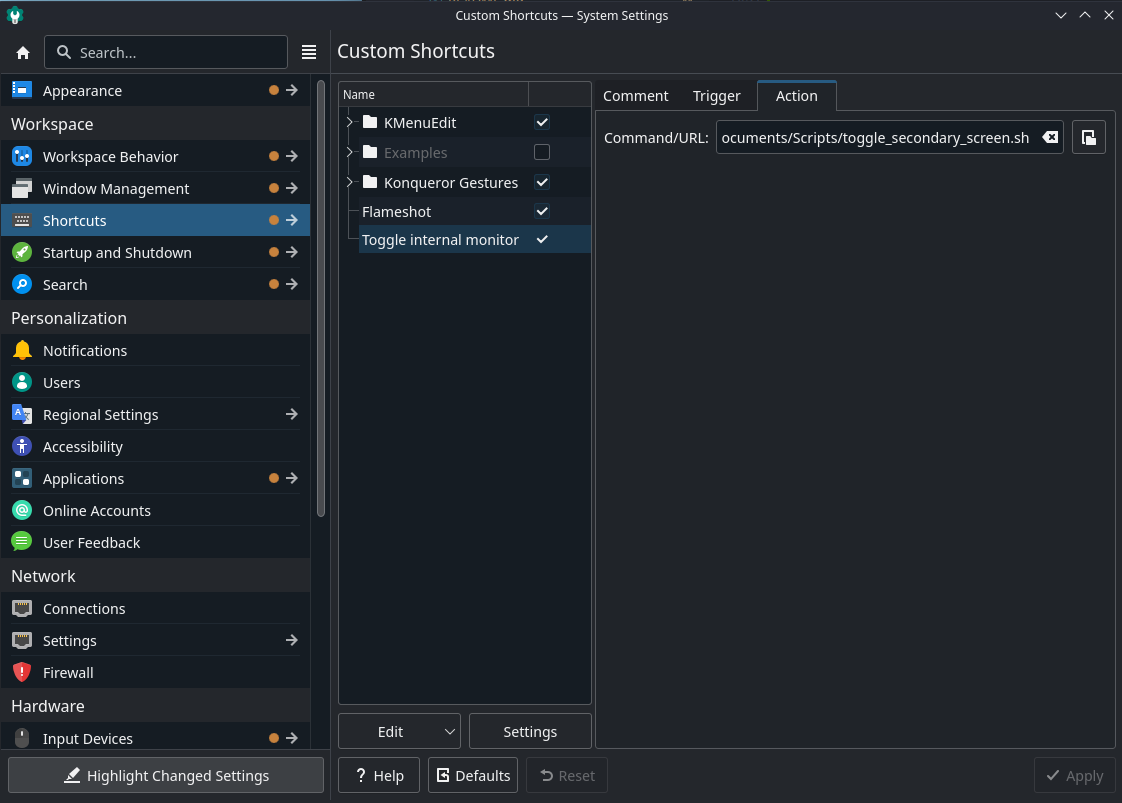 Custom Shortcuts — System Settings
Search...
Custom Shortcuts
Appearance
Workspace
Workspace Behavior
Window Management
Shortcuts
Startup and Shutdown
Search
Personalization
Notifications
Users
Regional Settings
Accessibility
Applications
Online Accounts
User Feedback
Network
Connections
Settings
Firewall
Hardware
Input Devices
Highlight Changed Settings
Name
KMenuEdit
Examples
Konqueror Gestures
Flameshot
Toggle internal monitor
Edit
Settings
Comment Trigger Action
Command/URL: ocuments/Scripts/toggle_secondary_screen.sh
? Help Defaults Reset Apply